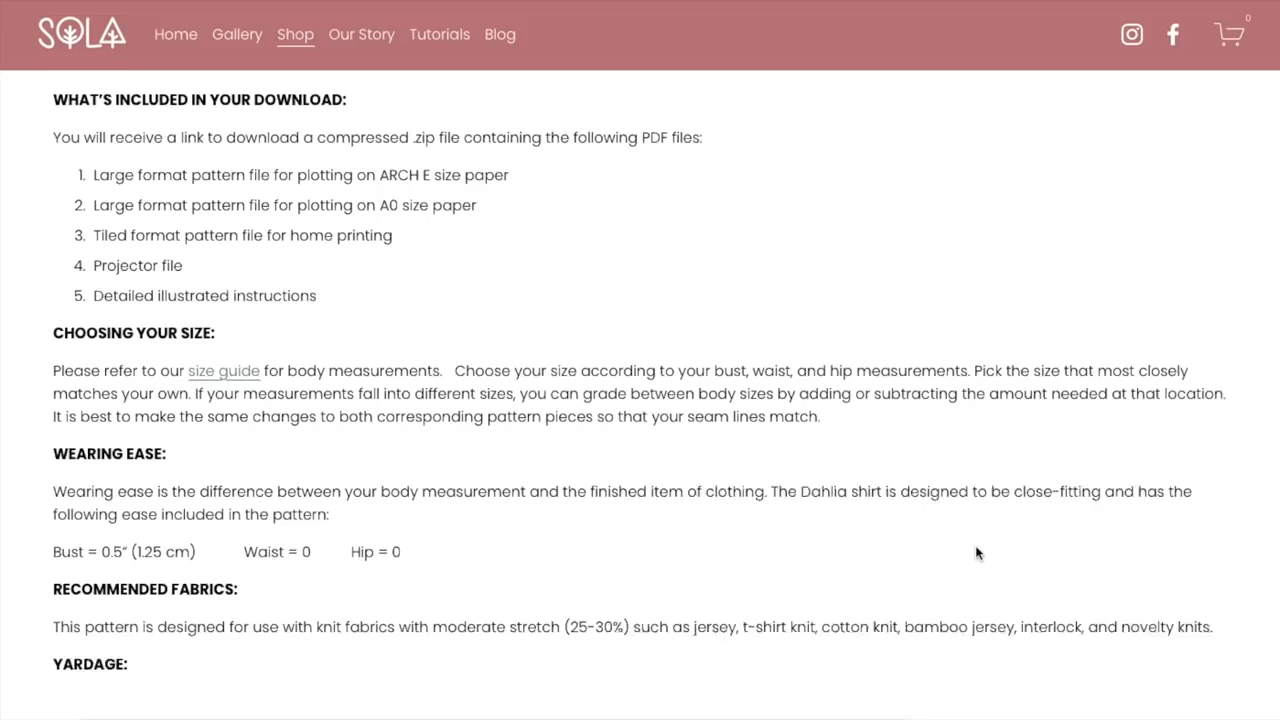 SOLA Home Gallery Shop Our Story Tutorials Blog 0
WHAT'S INCLUDED IN YOUR DOWNLOAD:
You will receive a link to download a compressed .zip file containing the following PDF files:
1. Large format pattern file for plotting on ARCH E size paper
2. Large format pattern file for plotting on A0 size paper
3. Tiled format pattern file for home printing
4. Projector file
5. Detailed illustrated instructions
CHOOSING YOUR SIZE:
Please refer to our size guide for body measurements. Choose your size according to your bust, waist, and hip measurements. Pick the size that most closely
matches your own. If your measurements fall into different sizes, you can grade between body sizes by adding or subtracting the amount needed at that location.
It is best to make the same changes to both corresponding pattern pieces so that your seam lines match.
WEARING EASE:
Wearing ease is the difference between your body measurement and the finished item of clothing. The Dahlia shirt is designed to be close-fitting and has the
following ease included in the pattern:
Bust = 0.5" (1.25 cm) Waist = 0 Hip = 0
RECOMMENDED FABRICS:
This pattern is designed for use with knit fabrics with moderate stretch (25-30%) such as jersey, t-shirt knit, cotton knit, bamboo jersey, interlock, and novelty knits.
YARDAGE: